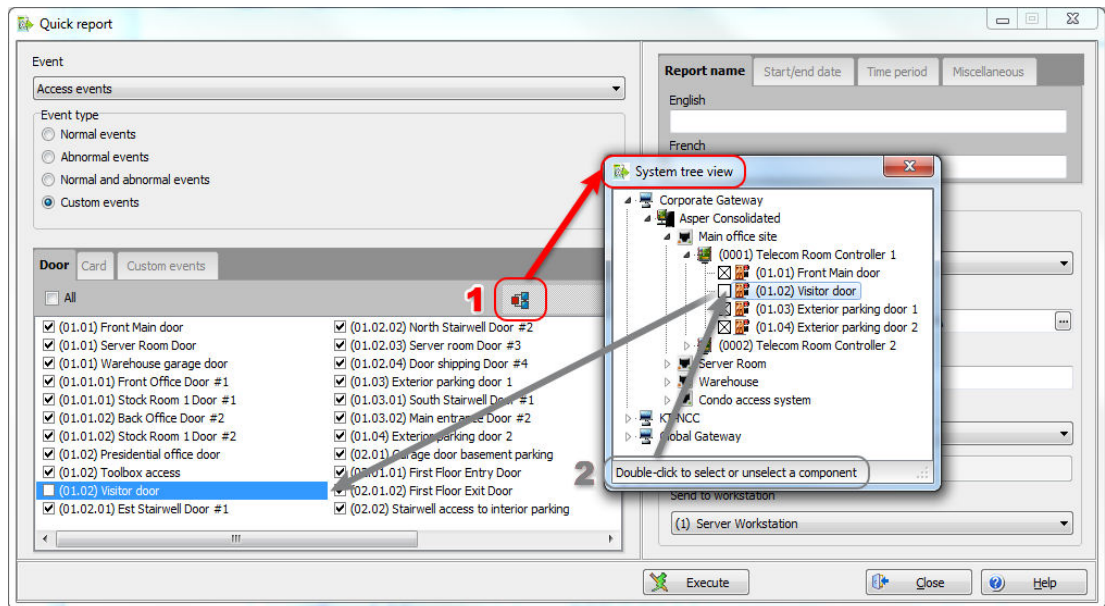 Quick report
Event
Access events
Event type
Normal events
Abnormal events
Normal and abnormal events
Custom events
Door Card Custom events
All
1
(01.01) Front Main door
(01.01) Server Room Door
(01.01) Warehouse garage door
(01.01.01) Front Office Door #1
(01.01.01) Stock Room 1 Door #1
(01.01.02) Back Office Door #2
(01.01.02) Stock Room 1 Door #2
(01.02) Presidential office door
(01.02) Toolbox access
(01.02) Visitor door
(01.02.01) Est Stairwell Door #1
(01.02.02) North Stairwell Door #2
(01.02.03) Server room Door #3
(01.02.04) Door shipping Door #4
(01.03) Exterior parking door 1
(01.03.01) South Stairwell Door #1
(01.03.02) Main entrance Door #2
(01.04) Exterior parking door 2
(02.01) Garage door basement parking
(02.01.01) First Floor Entry Door
(02.01.02) First Floor Exit Door
(02.02) Stairwell access to interior parking
Report name Start/end date Time period Miscellaneous
English
French
System tree view
Corporate Gateway
Asper Consolidated
Main office site
(0001) Telecom Room Controller 1
(01.01) Front Main door
(01.02) Visitor door
(01.03) Exterior parking door 1
(01.04) Exterior parking door 2
(0002) Telecom Room Controller 2
Server Room
Warehouse
Condo access system
KT-NCC
Global Gateway
2
Double-click to select or unselect a component
Send to workstation
(1) Server Workstation
Execute Close Help